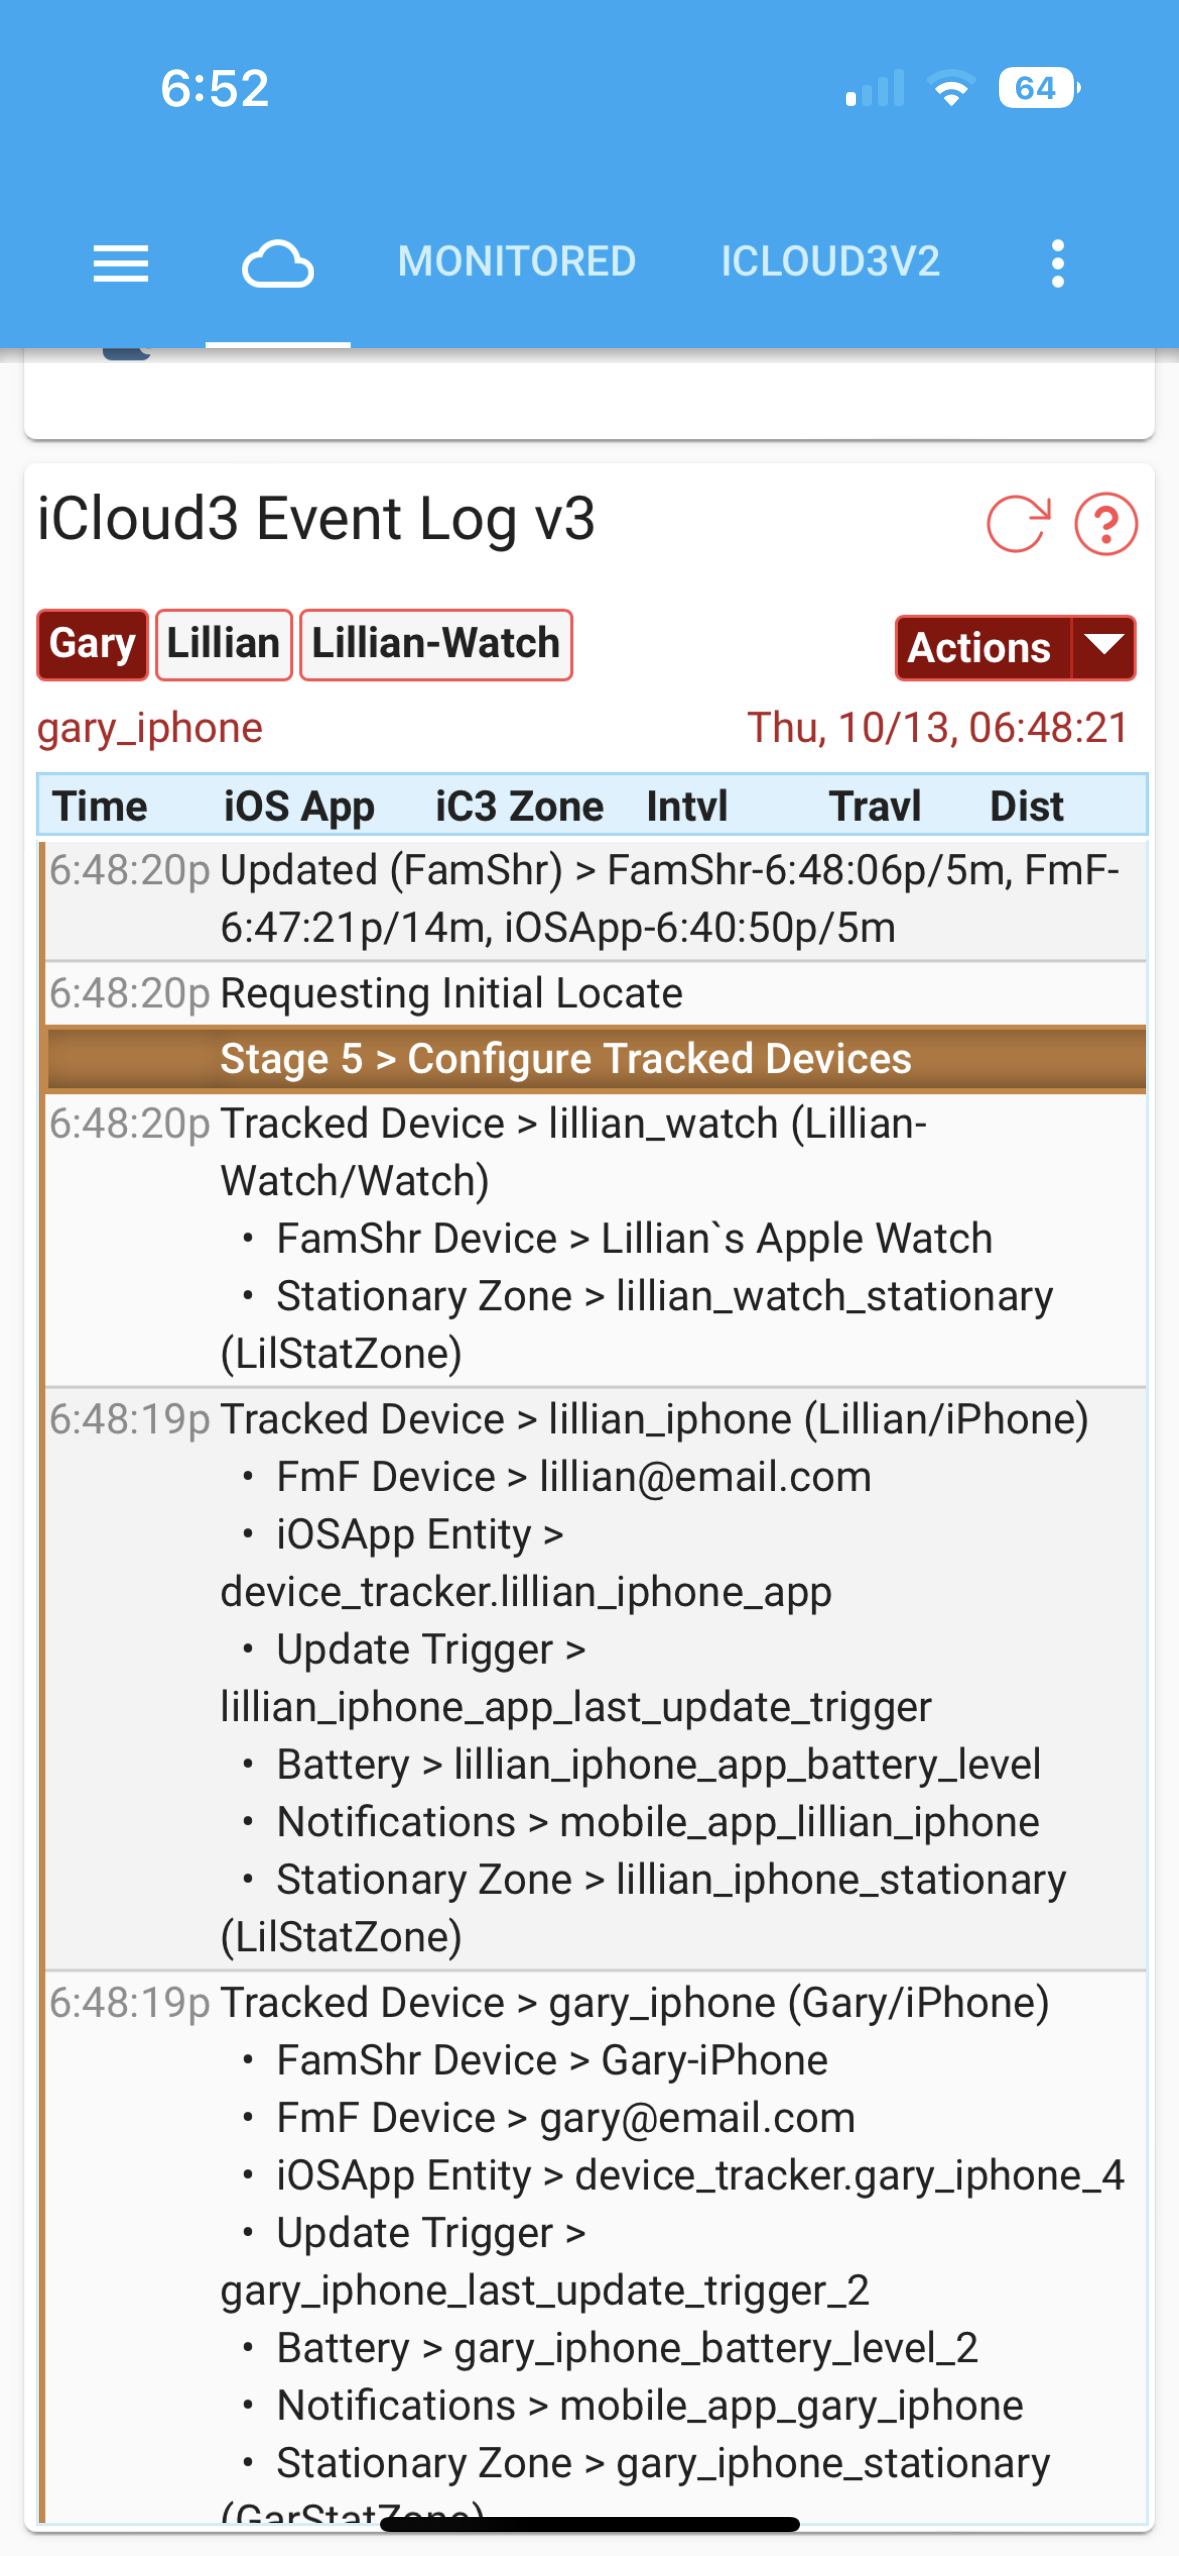 6:52
64
MONITORED ICLOUD3V2
iCloud3 Event Log v3
?
Gary Lillian Lillian-Watch Actions
gary_iphone Thu, 10/13, 06:48:21
Time iOS App iC3 Zone Intvl Travl Dist
6:48:20p Updated (FamShr) > FamShr-6:48:06p/5m, FmF-
6:47:21p/14m, iOSApp-6:40:50p/5m
6:48:20p Requesting Initial Locate
Stage 5 > Configure Tracked Devices
6:48:20p Tracked Device > lillian_watch (Lillian-
Watch/Watch)
• FamShr Device > Lillian`s Apple Watch
• Stationary Zone > lillian_watch_stationary
(LilStatZone)
6:48:19p Tracked Device > lillian_iphone (Lillian/iPhone)
• FmF Device > lillian@email.com
• iOSApp Entity >
device_tracker.lillian_iphone_app
• Update Trigger >
lillian_iphone_app_last_update_trigger
• Battery > lillian_iphone_app_battery_level
• Notifications > mobile_app_lillian_iphone
• Stationary Zone > lillian_iphone_stationary
(LilStatZone)
6:48:19p Tracked Device > gary_iphone (Gary/iPhone)
• FamShr Device > Gary-iPhone
• FmF Device > gary@email.com
• iOSApp Entity > device_tracker.gary_iphone_4
• Update Trigger >
gary_iphone_last_update_trigger_2
• Battery > gary_iphone_battery_level_2
• Notifications > mobile_app_gary_iphone
• Stationary Zone > gary_iphone_stationary
(GarStatZone)